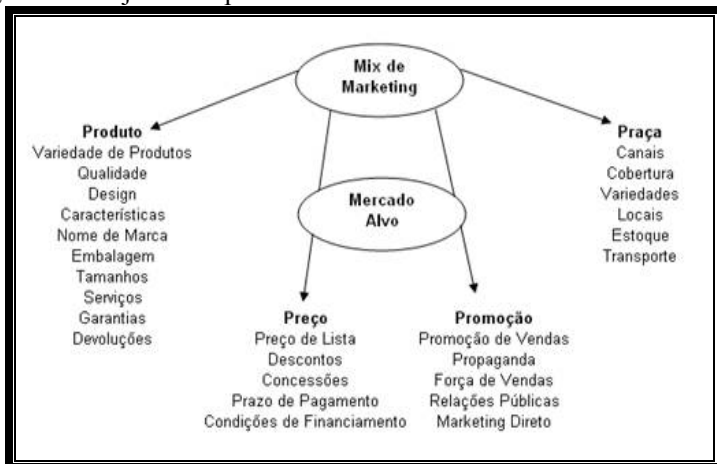 Mix de
Marketing
Produto
Variedade de Produtos
Qualidade
Design
Características
Nome de Marca
Embalagem
Tamanhos
Serviços
Garantias
Devoluções
Mercado
Alvo
Praça
Canais
Cobertura
Variedades
Locais
Estoque
Transporte
Preço
Preço de Lista
Descontos
Concessões
Prazo de Pagamento
Condições de Financiamento
Promoção
Promoção de Vendas
Propaganda
Força de Vendas
Relações Públicas
Marketing Direto